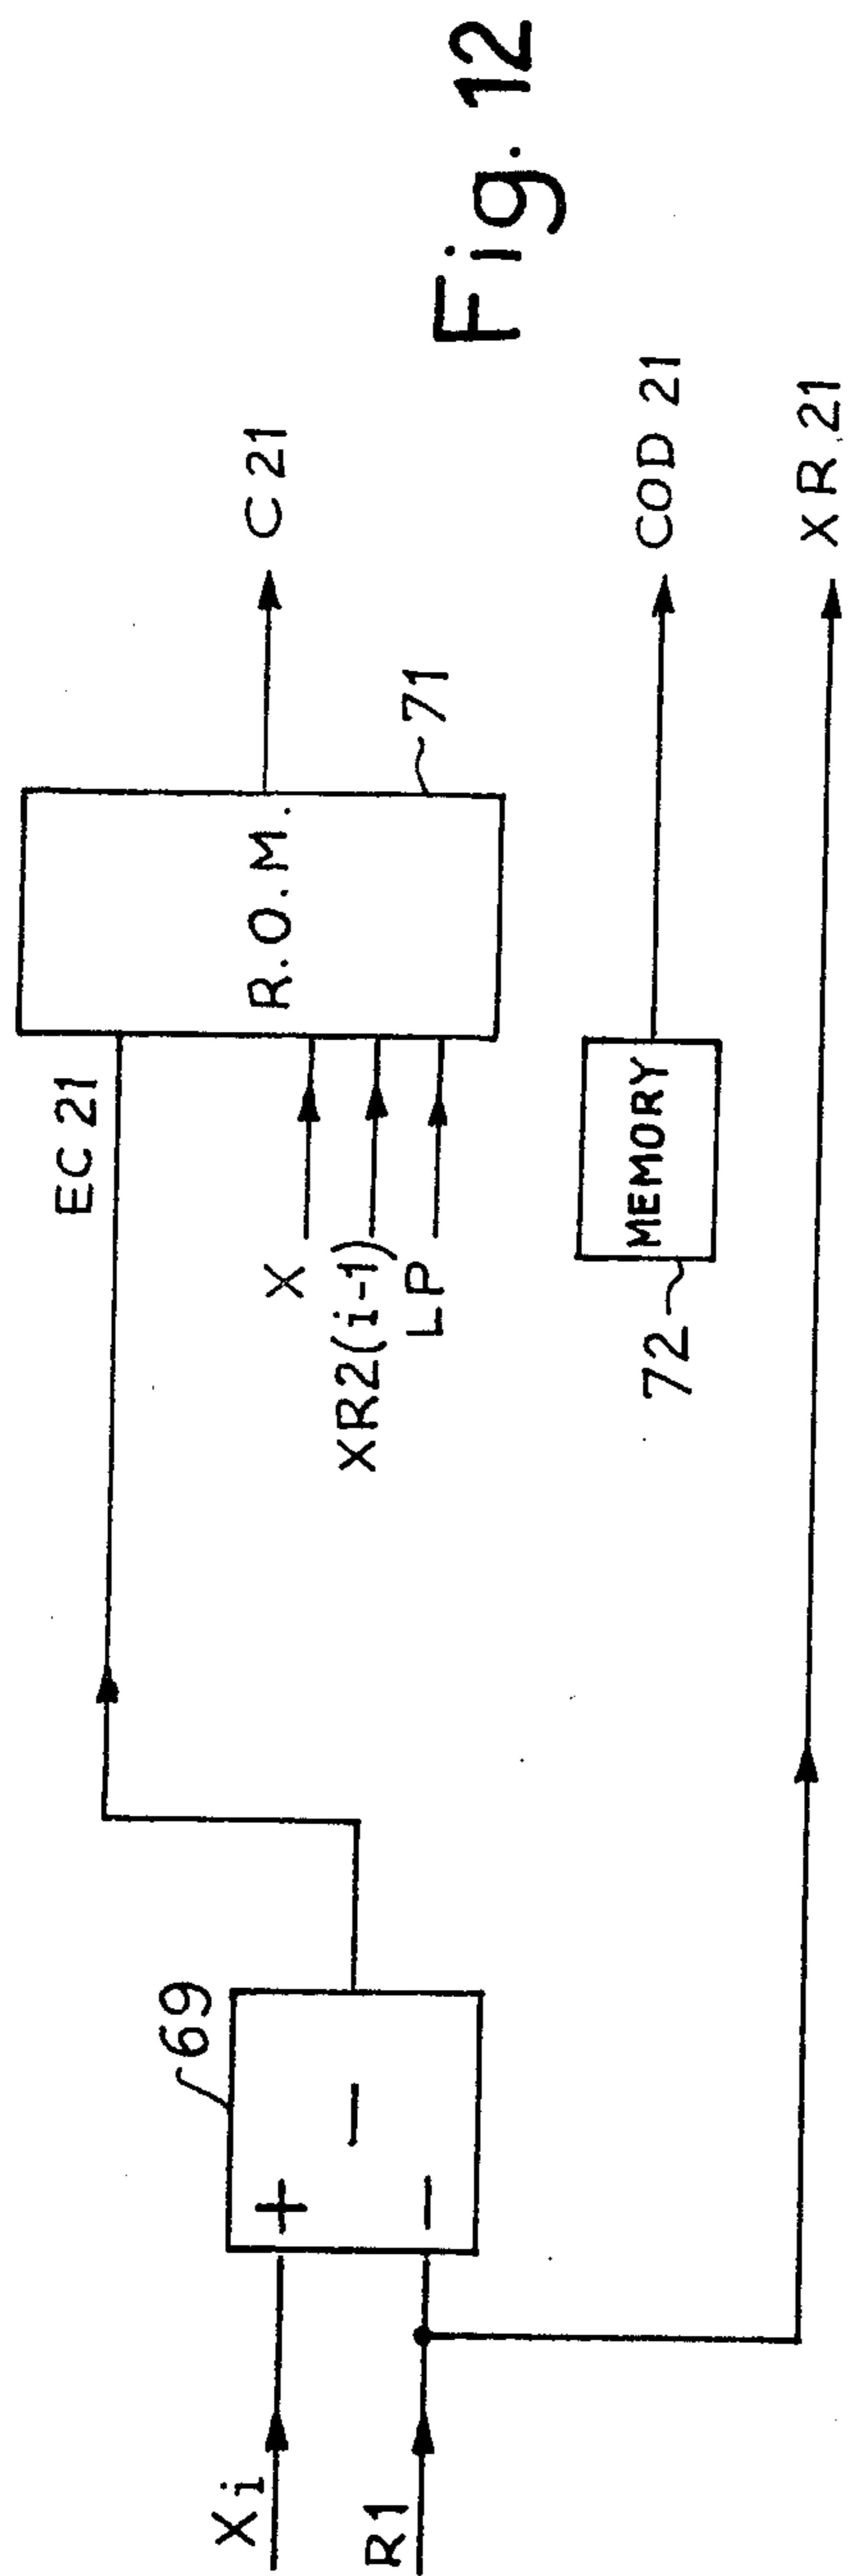 Xi
R1
69
+
−
−
EC 21
X
XR2(i-1)
LP
R.O.M.
71
C 21
72
MEMORY
COD 21
XR 21
Fig. 12